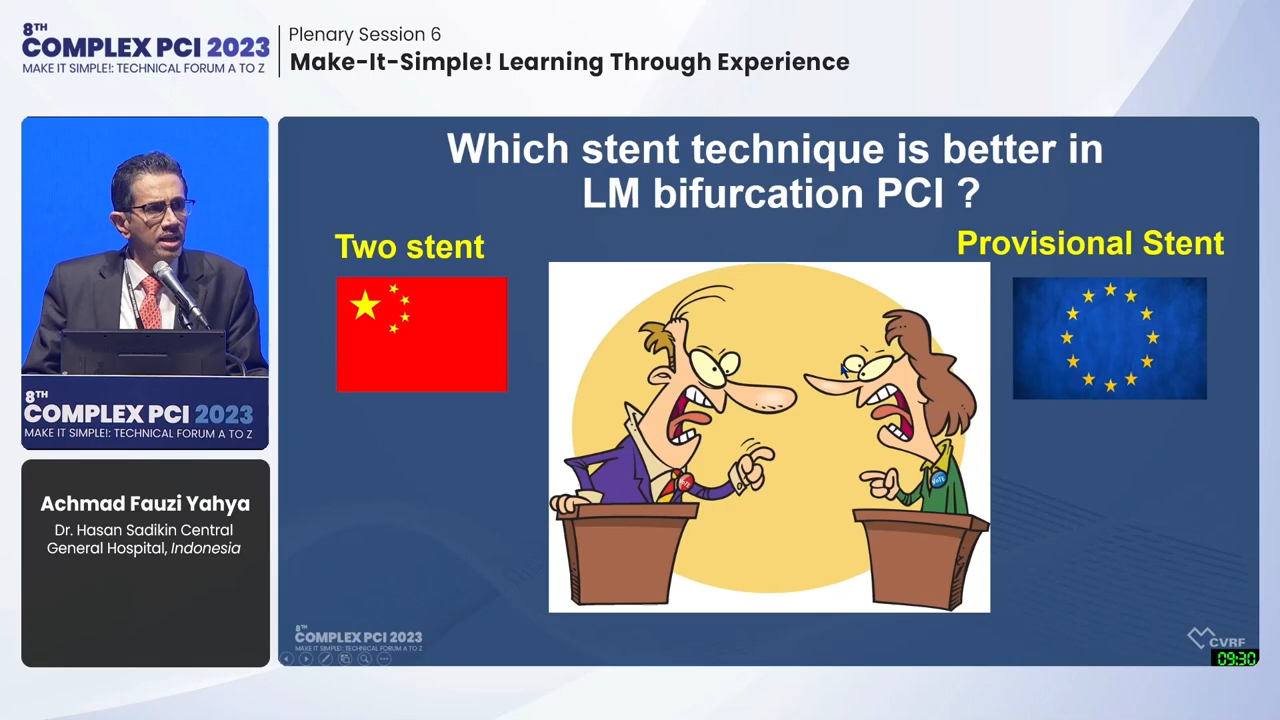 8TH
COMPLEX PCI 2023
MAKE IT SIMPLE!: TECHNICAL FORUM A TO Z
Plenary Session 6
Make-It-Simple! Learning Through Experience
Which stent technique is better in
LM bifurcation PCI ?
Two stent
Provisional Stent
VOTE
VOTE
8TH
COMPLEX PCI 2023
MAKE IT SIMPLE!: TECHNICAL FORUM A TO Z
Achmad Fauzi Yahya
Dr. Hasan Sadikin Central
General Hospital, Indonesia
8TH
COMPLEX PCI 2023
MAKE IT SIMPLE!: TECHNICAL FORUM A TO Z
CVRF
09:30